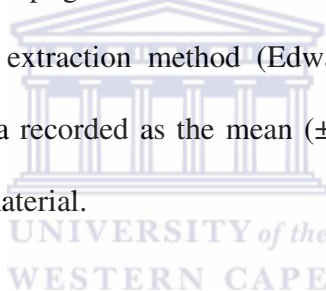 extraction method (Edwa
a recorded as the mean (±
aterial.
UNIVERSITY of the
WESTERN CAPE